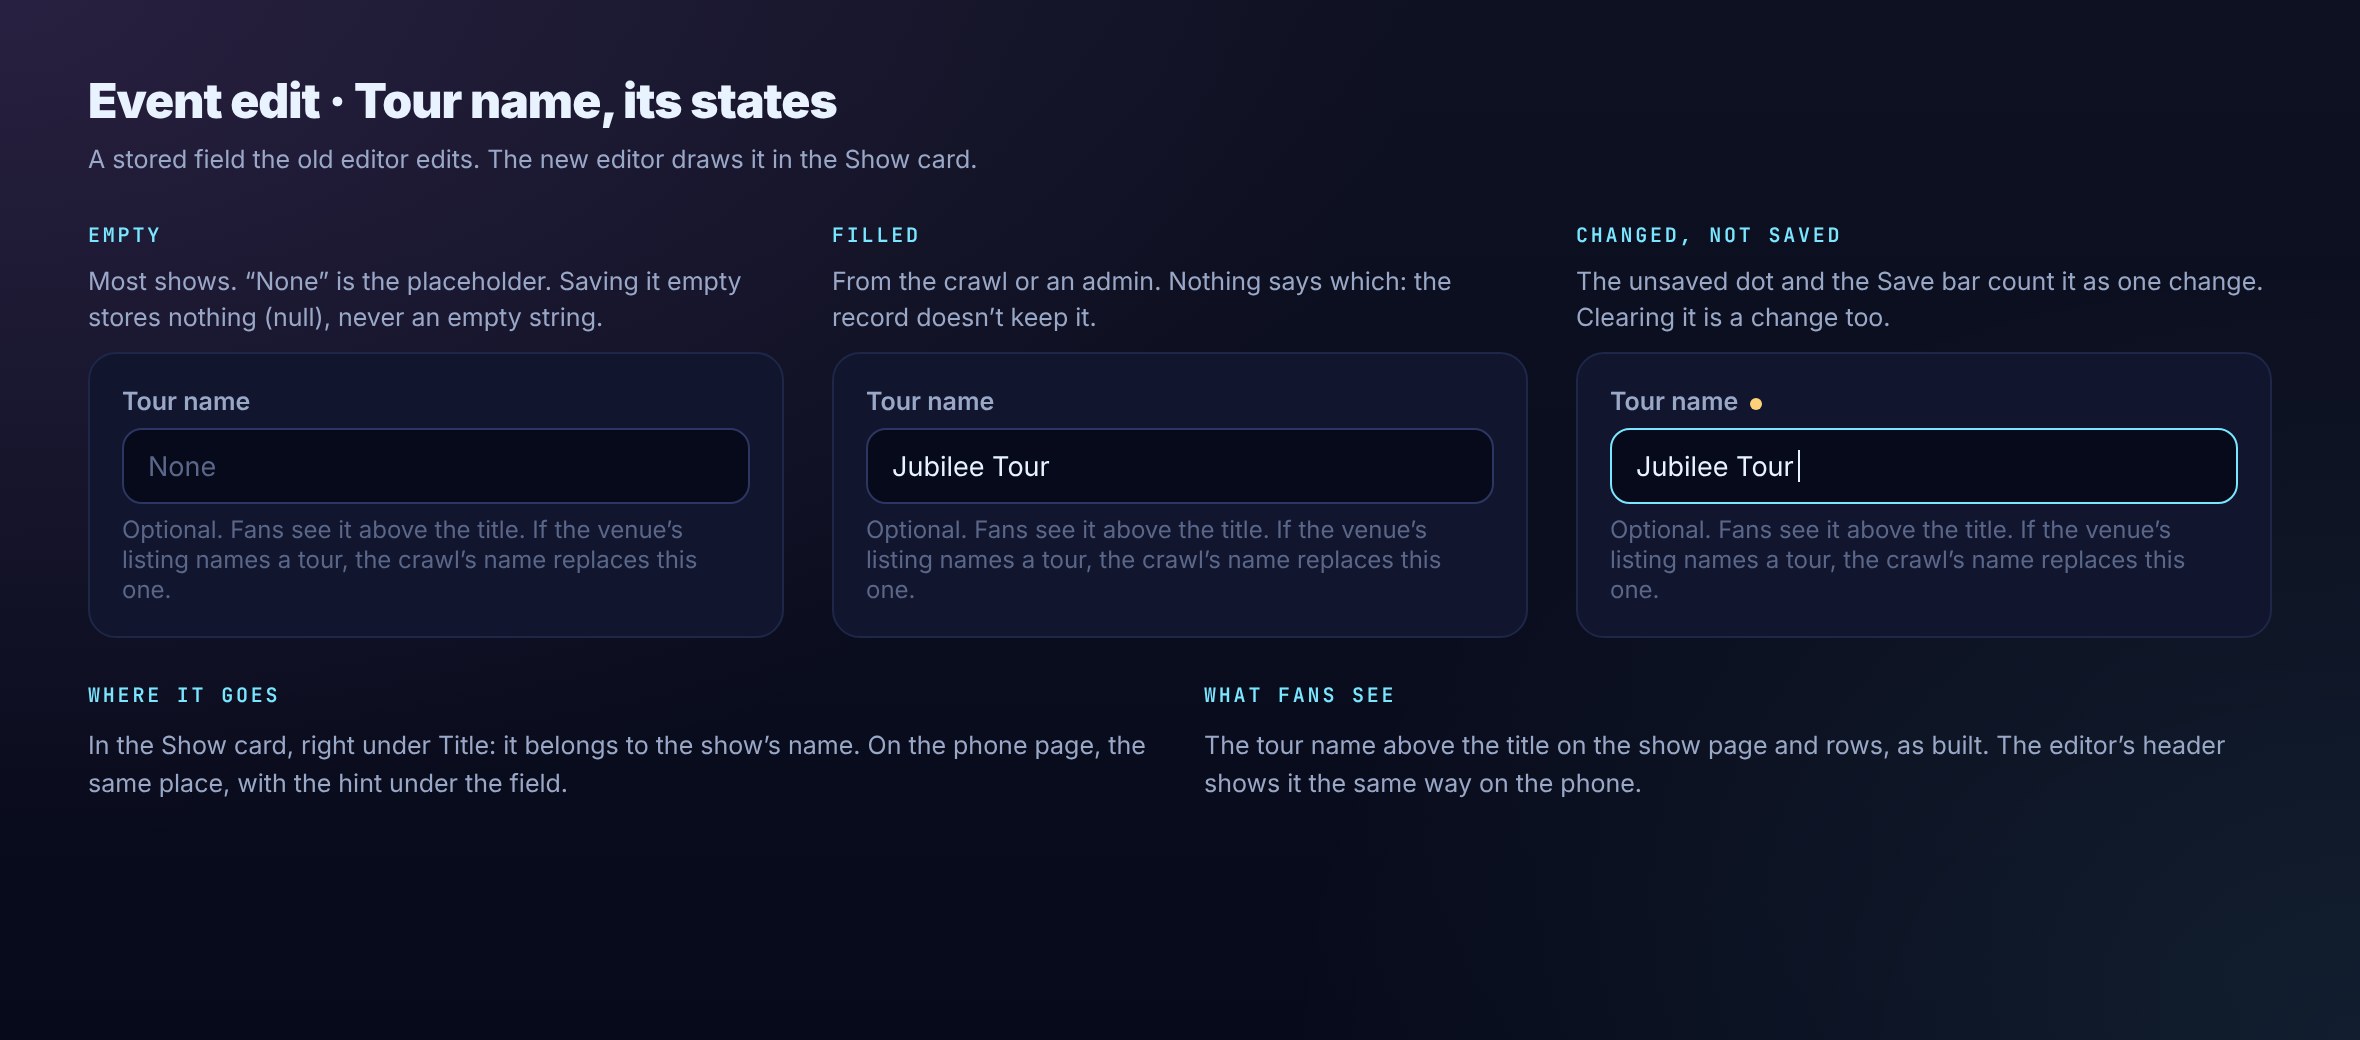 Event edit · Tour name, its states
A stored field the old editor edits. The new editor draws it in the Show card.
EMPTY
Most shows. “None” is the placeholder. Saving it empty
stores nothing (null), never an empty string.
Tour name
None
Optional. Fans see it above the title. If the venue’s
listing names a tour, the crawl’s name replaces this
one.
FILLED
From the crawl or an admin. Nothing says which: the
record doesn’t keep it.
Tour name
Jubilee Tour
Optional. Fans see it above the title. If the venue’s
listing names a tour, the crawl’s name replaces this
one.
CHANGED, NOT SAVED
The unsaved dot and the Save bar count it as one change.
Clearing it is a change too.
Tour name
Jubilee Tour
Optional. Fans see it above the title. If the venue’s
listing names a tour, the crawl’s name replaces this
one.
WHERE IT GOES
In the Show card, right under Title: it belongs to the show’s name. On the phone page, the
same place, with the hint under the field.
WHAT FANS SEE
The tour name above the title on the show page and rows, as built. The editor’s header
shows it the same way on the phone.